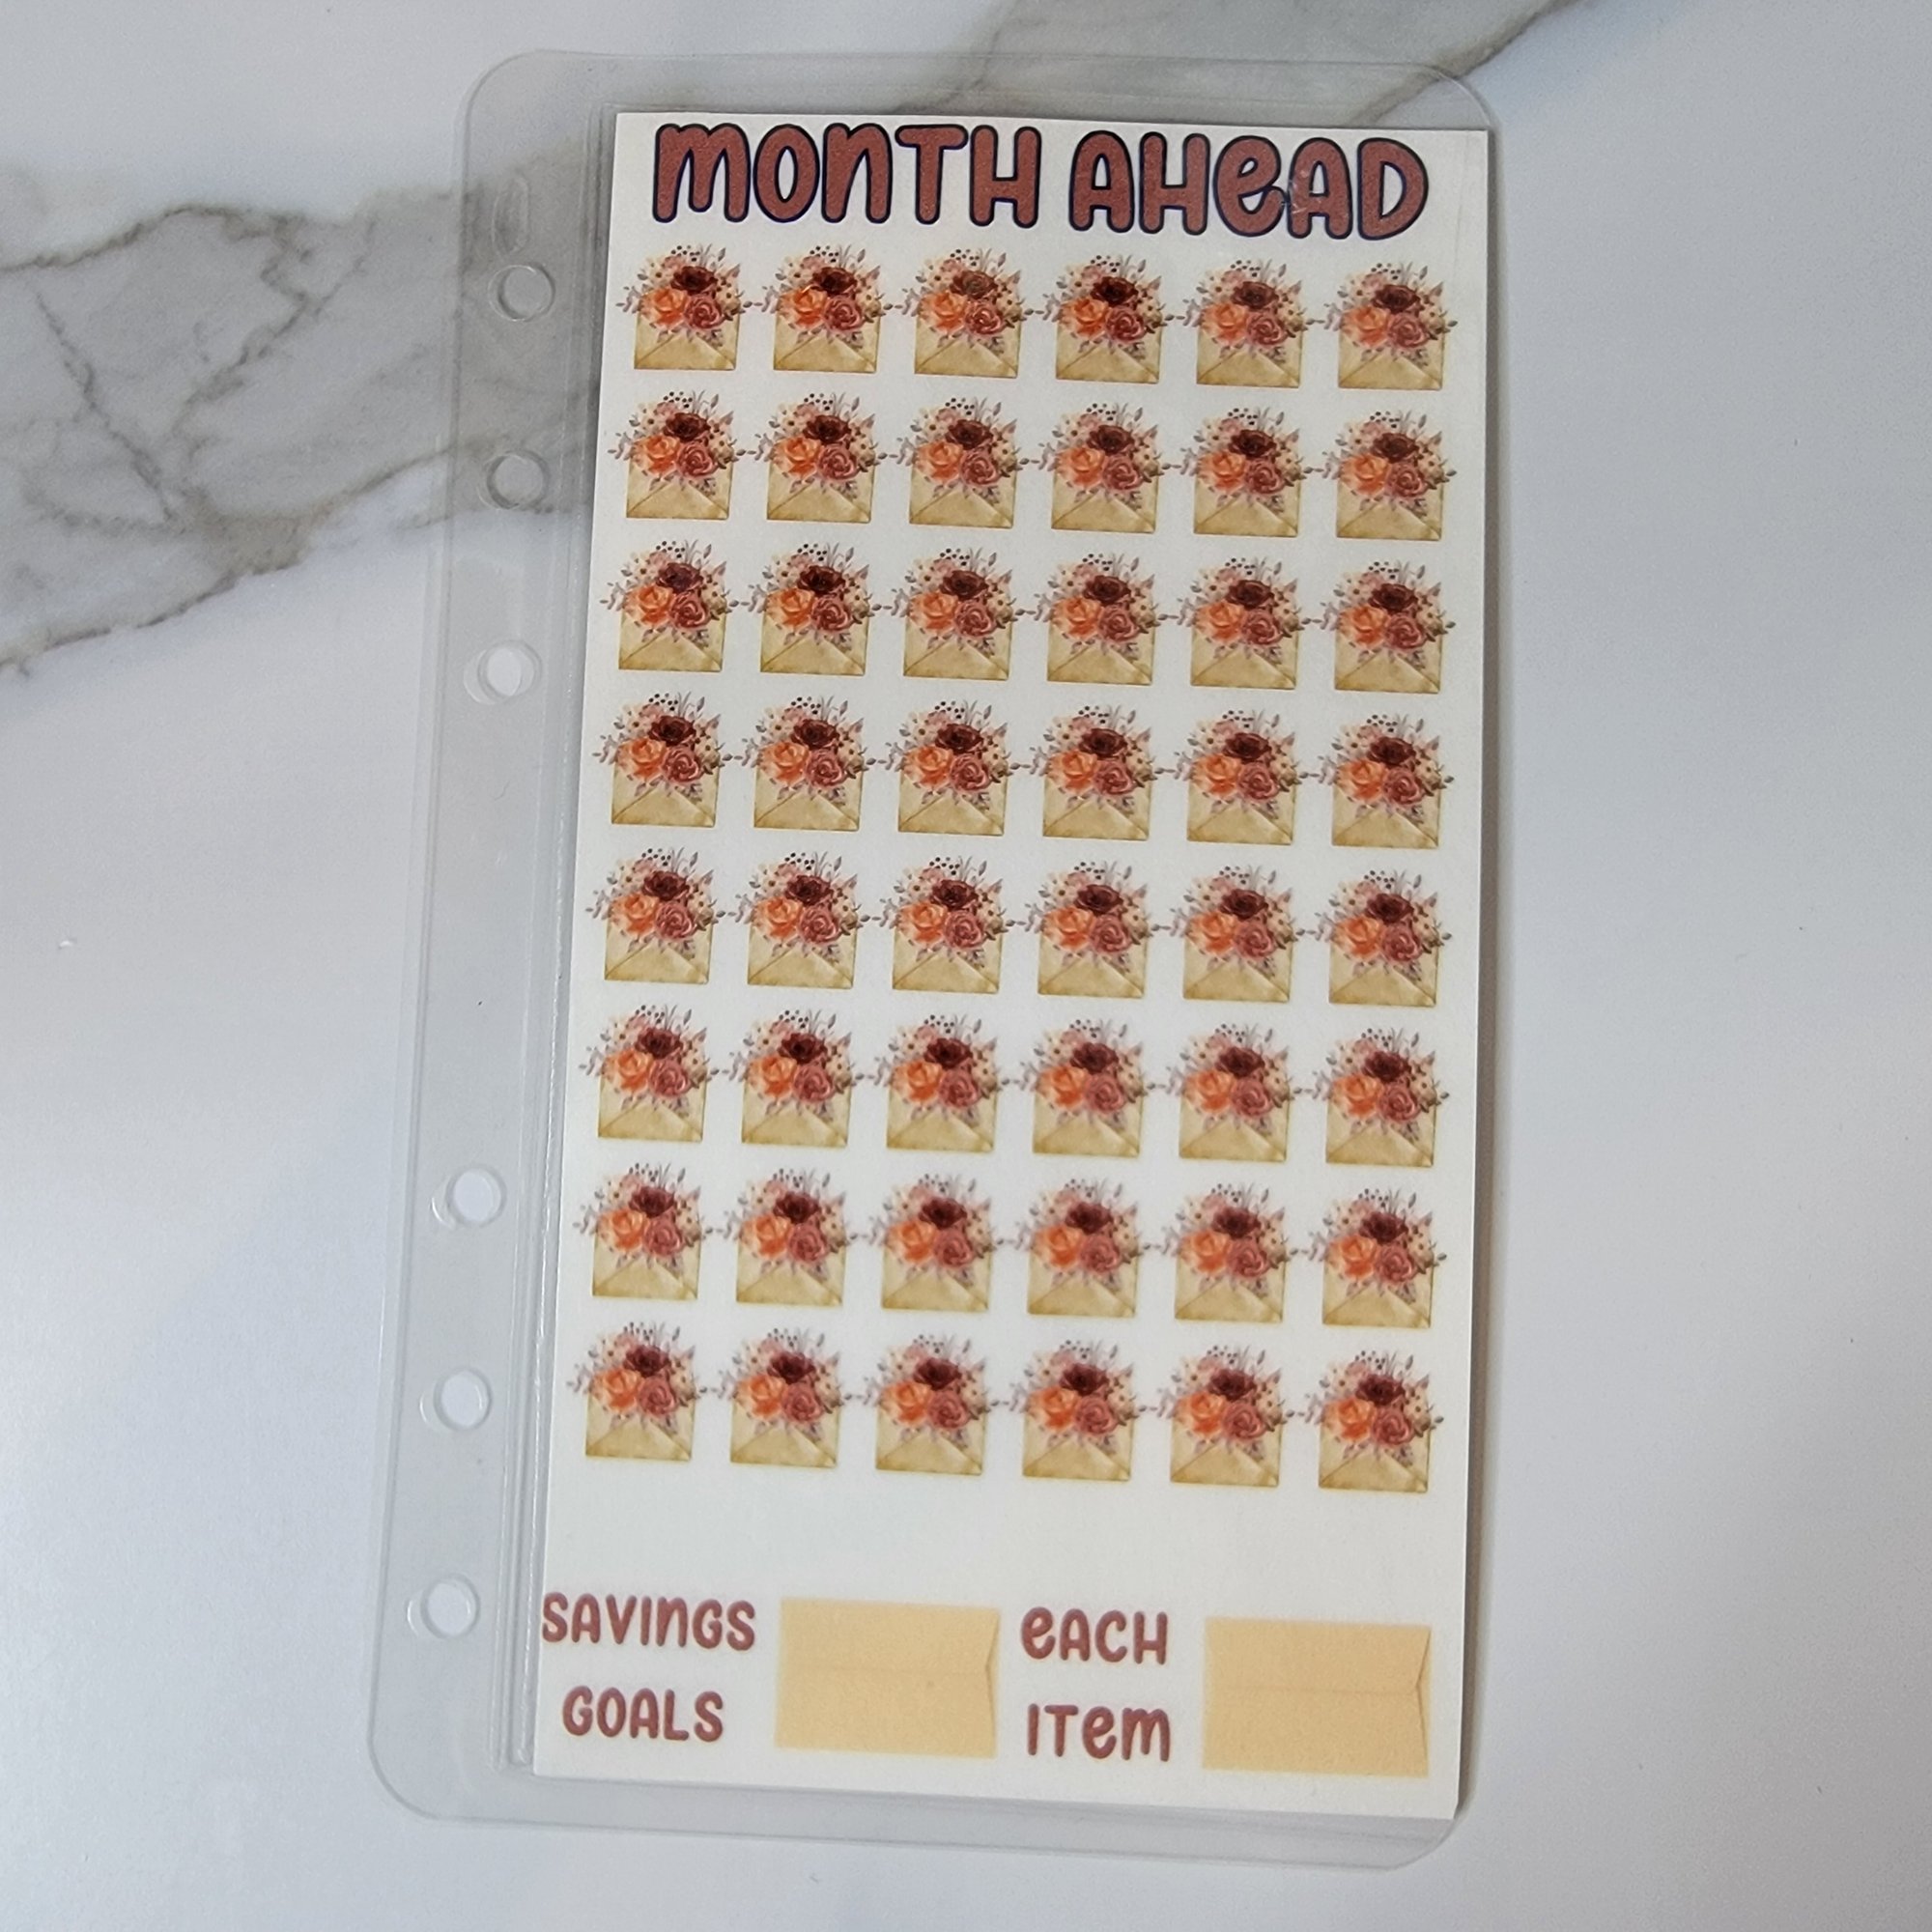 MONTH AHEAD
SAVINGS
GOALS
EACH
ITEM